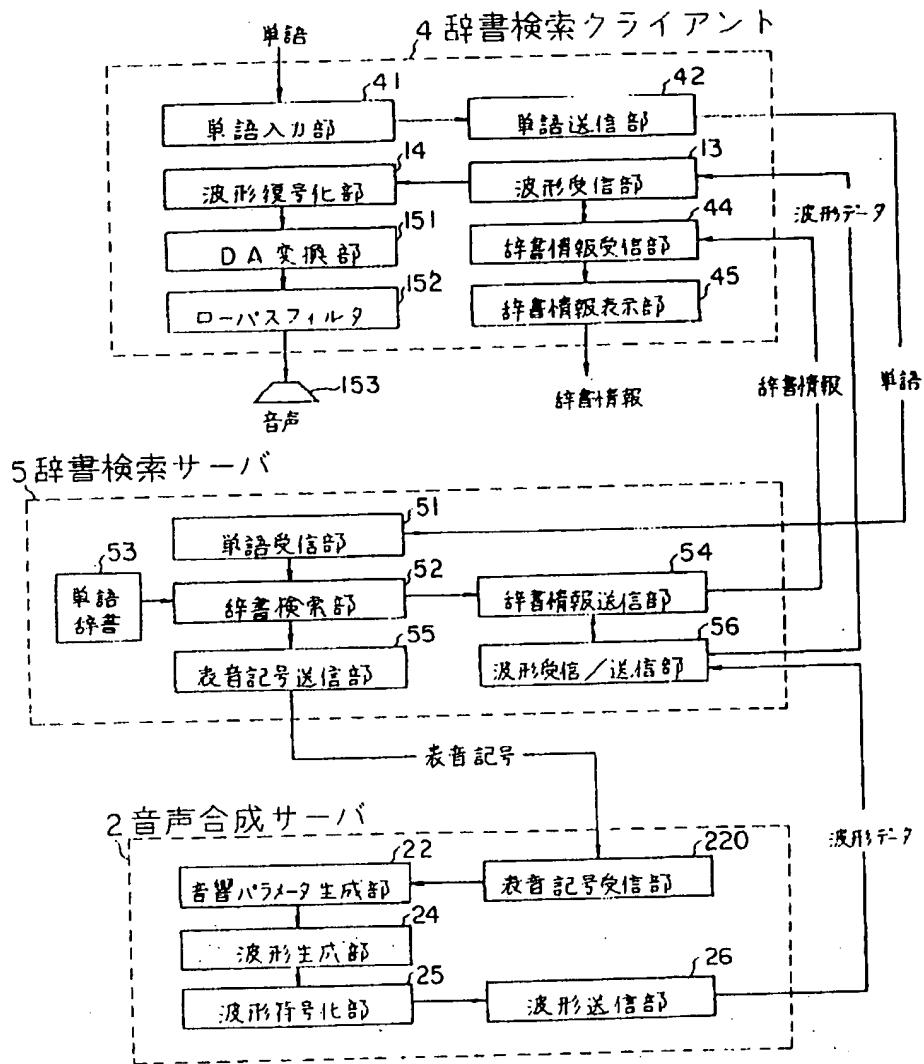 4 辞書検索クライアント
単語
41
42
単語入力部
単語送信部
14
13
波形復号化部
波形受信部
波形データ
151
44
DA変換部
辞書情報受信部
152
45
ローパスフィルタ
辞書情報表示部
153
音声
辞書情報
辞書情報
単語
5 辞書検索サーバ
51
単語受信部
53
52
54
単語
辞書
辞書検索部
辞書情報送信部
55
56
表音記号送信部
波形受信/送信部
表音記号
2 音声合成サーバ
波形データ
22
220
音響パラメータ生成部
表音記号受信部
24
波形生成部
25
26
波形符号化部
波形送信部